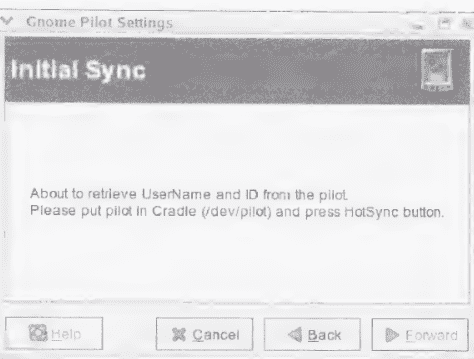 Gnome Pilot Settings
Initial Sync
About to retrieve UserName and ID from the pilot.
Please put pilot in Cradle (/dev/pilot) and press HotSync button.
Help
Cancel
Back
Forward